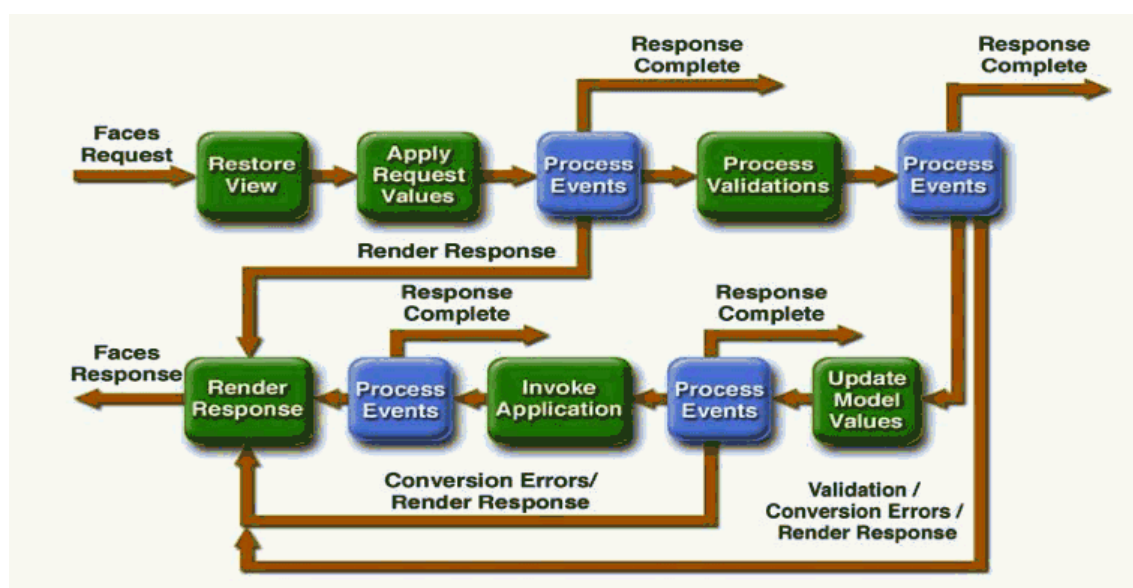 Response
Complete
Response
Complete
Faces
Request
Restore
View
Apply
Request
Values
Process
Events
Process
Validations
Process
Events
Render Response
Response
Complete
Response
Complete
Faces
Response
Render
Response
Process
Events
Invoke
Application
Process
Events
Update
Model
Values
Conversion Errors/
Render Response
Validation /
Conversion Errors /
Render Response